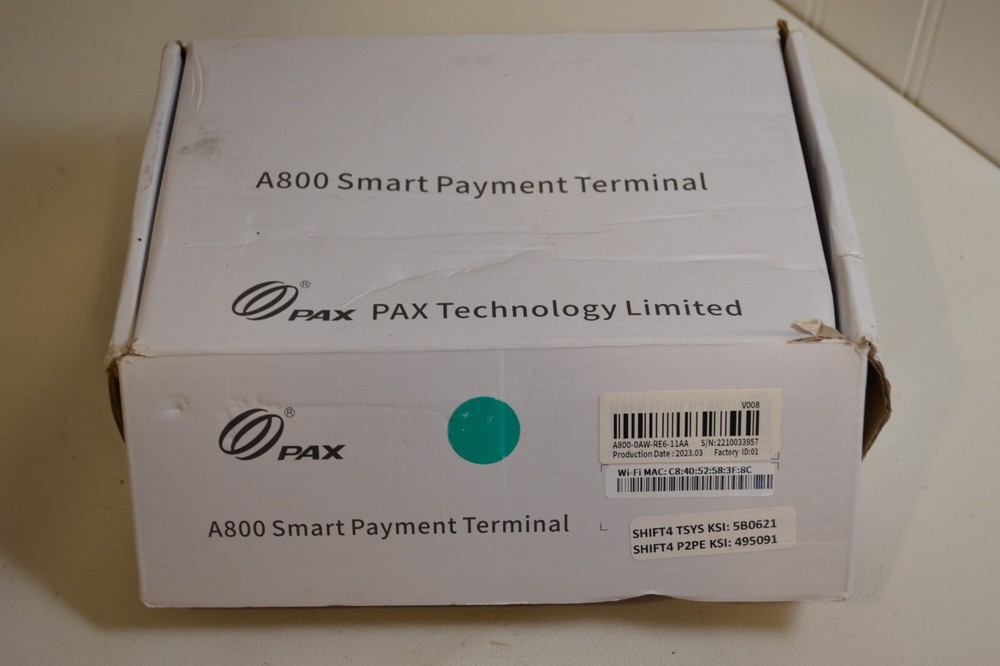 A800 Smart Payment Terminal
® PAX PAX Technology Limited
® PAX
A800 Smart Payment Terminal
V008
A800-0AW-RE6-11AA S/N:2210033957
Production Date : 2023.03 Factory ID:01
Wi-Fi MAC: C8:40:52:58:3F:8C
SHIFT4 TSYS KSI: 5B0621
SHIFT4 P2PE KSI: 495091